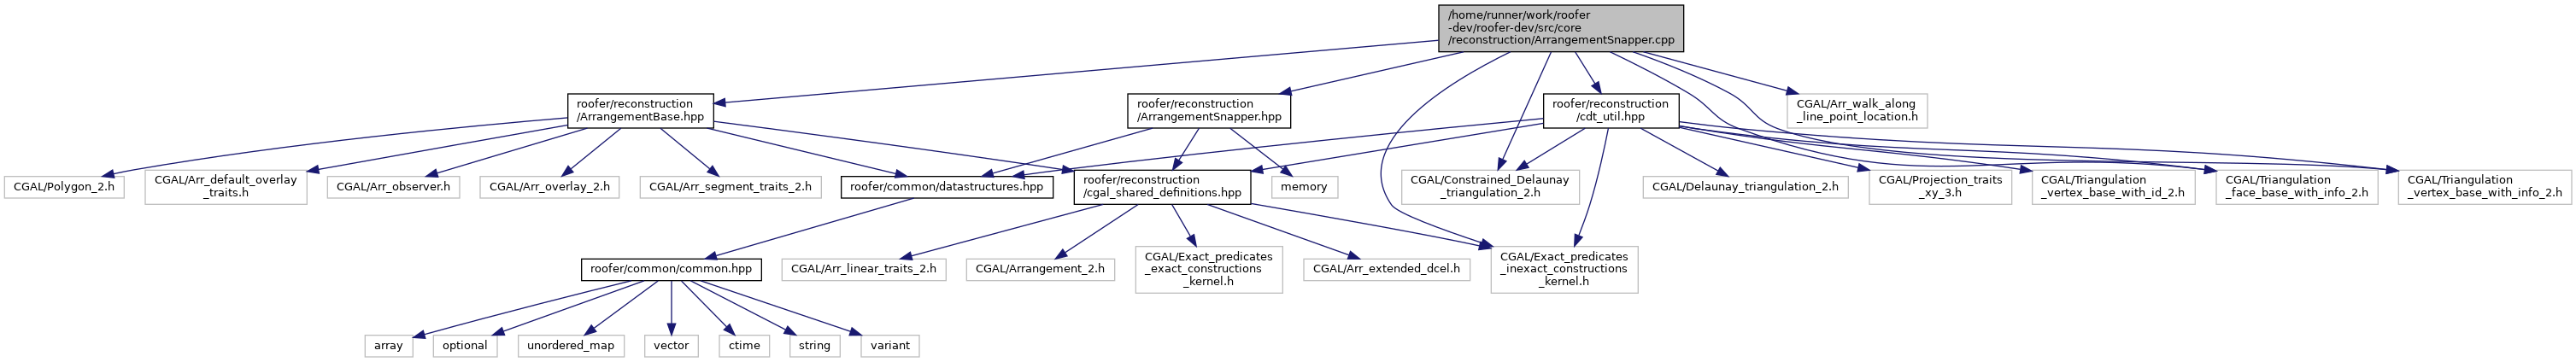 /home/runner/work/roofer
-dev/roofer-dev/src/core
/reconstruction/ArrangementSnapper.cpp
roofer/reconstruction
/ArrangementBase.hpp
roofer/reconstruction
/ArrangementSnapper.hpp
roofer/reconstruction
/cdt_util.hpp
CGAL/Arr_walk_along
_line_point_location.h
CGAL/Polygon_2.h
CGAL/Arr_default_overlay
_traits.h
CGAL/Arr_observer.h
CGAL/Arr_overlay_2.h
CGAL/Arr_segment_traits_2.h
roofer/common/datastructures.hpp
roofer/reconstruction
/cgal_shared_definitions.hpp
memory
CGAL/Constrained_Delaunay
_triangulation_2.h
CGAL/Delaunay_triangulation_2.h
CGAL/Projection_traits
_xy_3.h
CGAL/Triangulation
_vertex_base_with_id_2.h
CGAL/Triangulation
_face_base_with_info_2.h
CGAL/Triangulation
_vertex_base_with_info_2.h
roofer/common/common.hpp
CGAL/Arr_linear_traits_2.h
CGAL/Arrangement_2.h
CGAL/Exact_predicates
_exact_constructions
_kernel.h
CGAL/Arr_extended_dcel.h
CGAL/Exact_predicates
_inexact_constructions
_kernel.h
array
optional
unordered_map
vector
ctime
string
variant